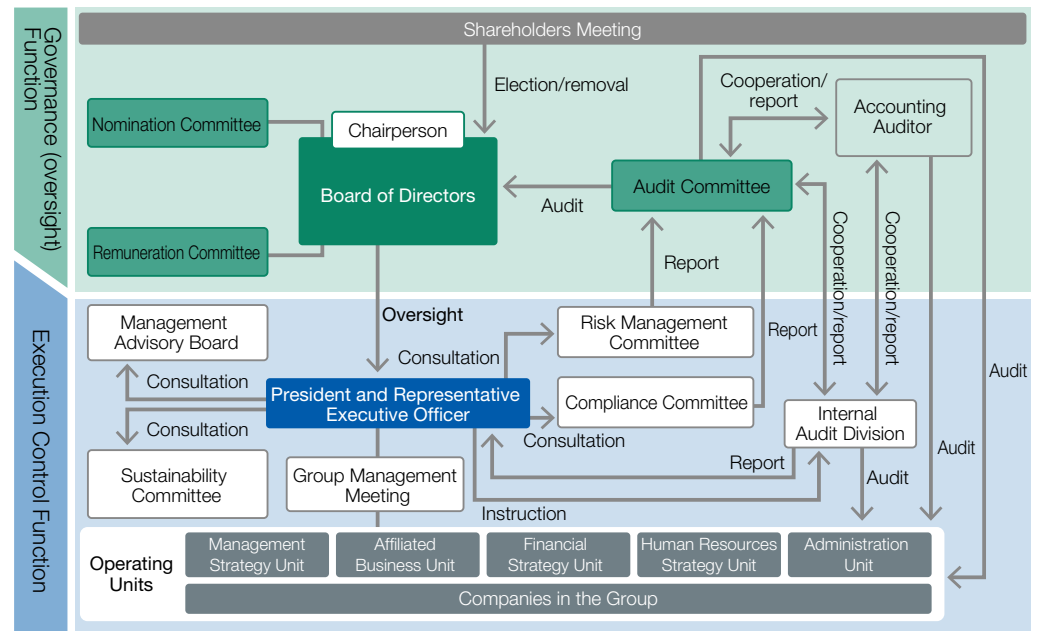 Governance (oversight)
Function
Shareholders Meeting
Election/removal
Cooperation/
report
Accounting
Auditor
Nomination Committee
Chairperson
Board of Directors
Audit
Audit Committee
Remuneration Committee
Report
Cooperation/report
Cooperation/report
Execution Control Function
Management
Advisory Board
Oversight
Risk Management
Committee
Report
Consultation
Consultation
President and Representative
Executive Officer
Compliance Committee
Audit
Consultation
Consultation
Internal
Audit Division
Sustainability
Committee
Group Management
Meeting
Report
Audit
Audit
Instruction
Operating
Units
Management
Strategy Unit
Affiliated
Business Unit
Financial
Strategy Unit
Human Resources
Strategy Unit
Administration
Unit
Companies in the Group